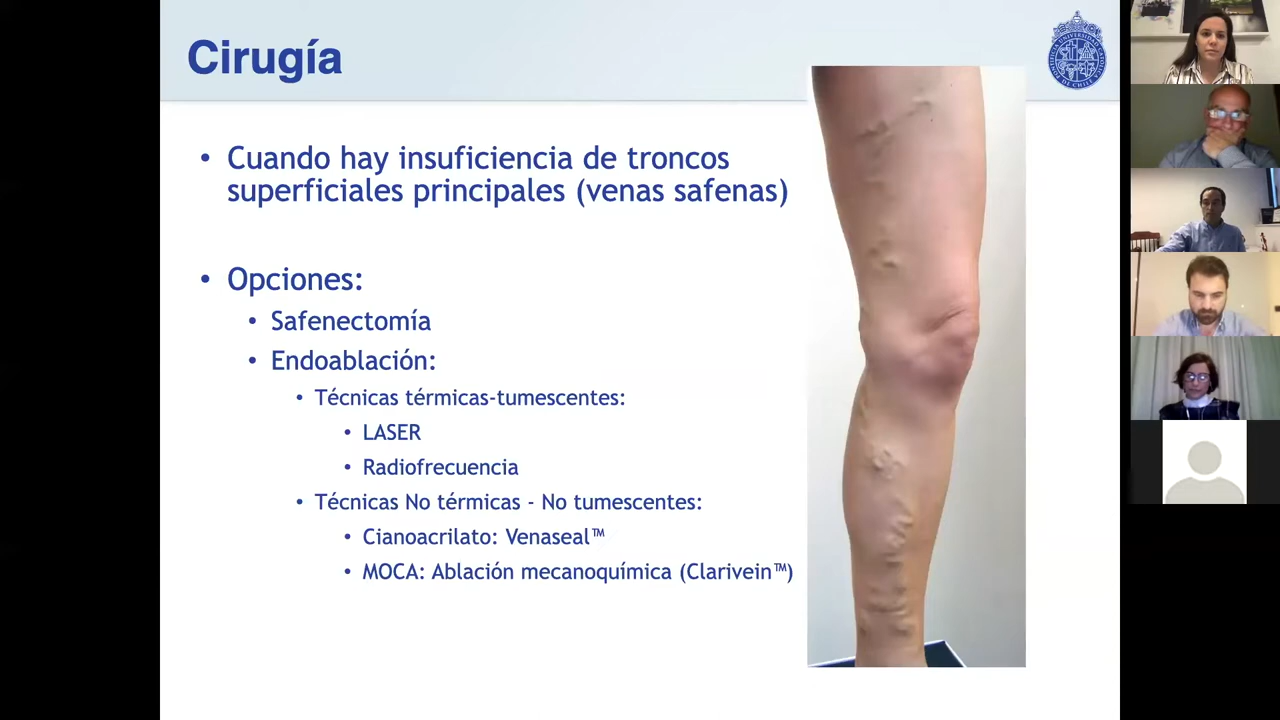 Cirugía
• Cuando hay insuficiencia de troncos
superficiales principales (venas safenas)
• Opciones:
• Safenectomía
• Endoablación:
• Técnicas térmicas-tumescentes:
• LASER
• Radiofrecuencia
• Técnicas No térmicas - No tumescentes:
• Cianoacrilato: Venaseal™
• MOCA: Ablación mecanoquímica (Clarivein™)